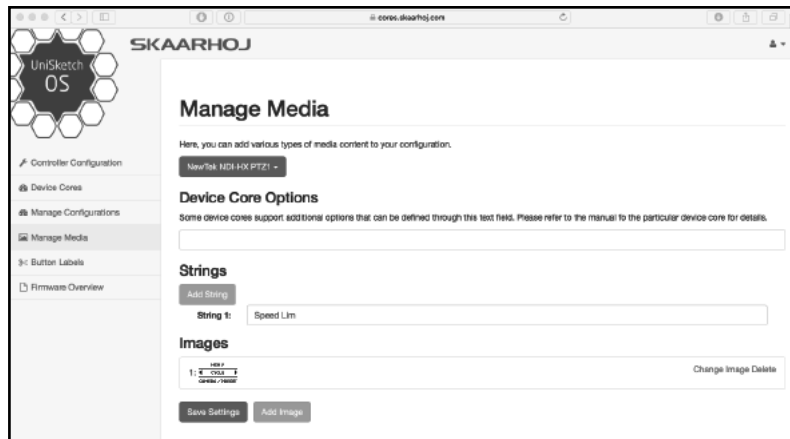 cores.skaarhoj.com
UniSketch
OS
SKAARHOJ
Controller Configuration
Device Cores
Manage Configurations
Manage Media
Button Labels
Firmware Overview
Manage Media
Here, you can add various types of media content to your configuration.
NewTek NDI-HX PTZ1
Device Core Options
Some device cores support additional options that can be defined through this text field. Please refer to the manual fo the particular device core for details.
Strings
Add String
String 1: Speed Lim
Images
1:
CYCLE
Change Image Delete
Save Settings Add Image